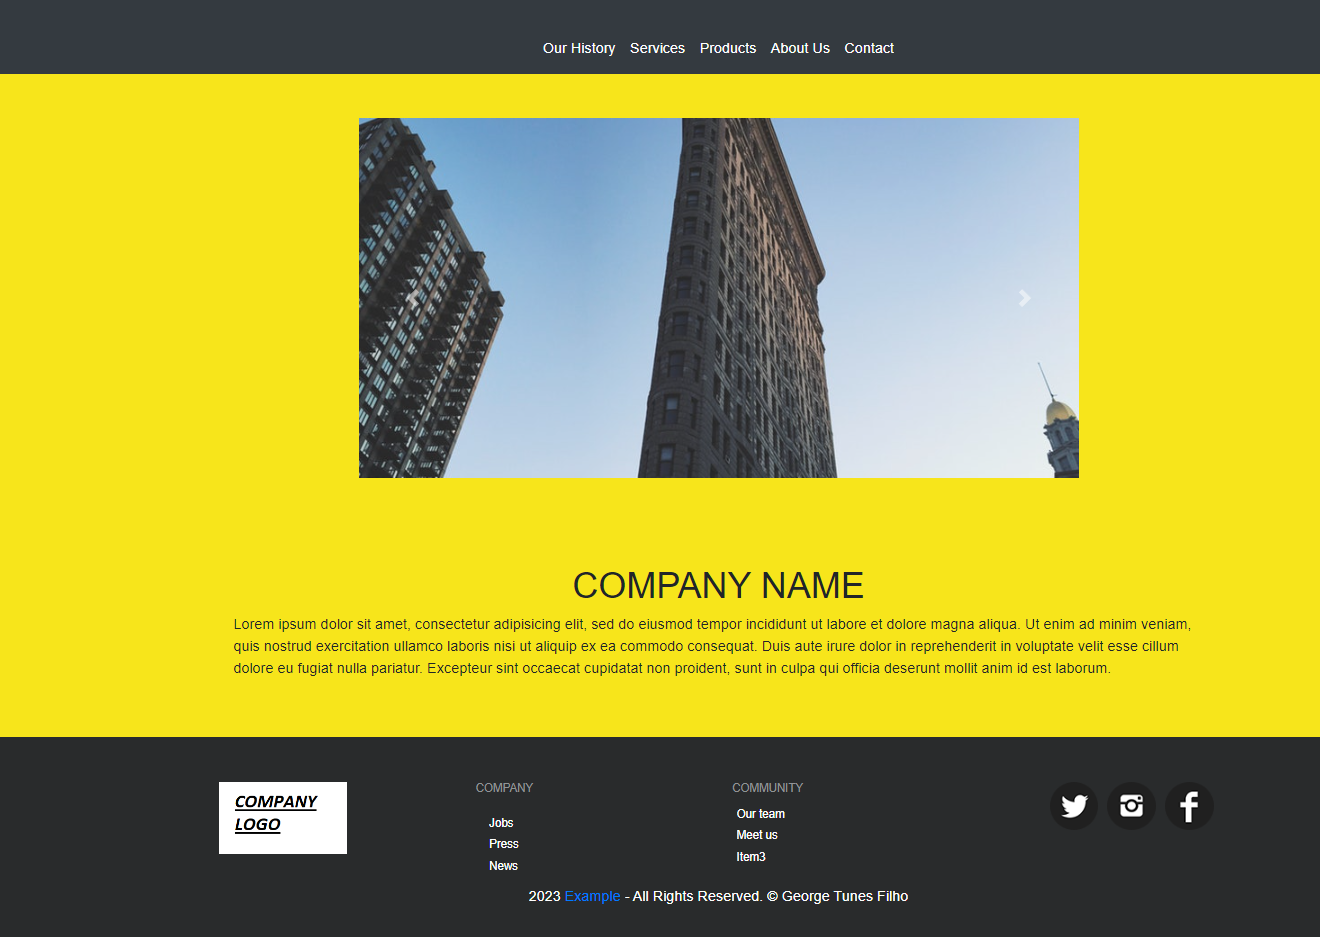 Our History Services Products About Us Contact
COMPANY NAME
Lorem ipsum dolor sit amet, consectetur adipisicing elit, sed do eiusmod tempor incididunt ut labore et dolore magna aliqua. Ut enim ad minim veniam,
quis nostrud exercitation ullamco laboris nisi ut aliquip ex ea commodo consequat. Duis aute irure dolor in reprehenderit in voluptate velit esse cillum
dolore eu fugiat nulla pariatur. Excepteur sint occaecat cupidatat non proident, sunt in culpa qui officia deserunt mollit anim id est laborum.
COMPANY
LOGO
COMPANY
Jobs
Press
News
COMMUNITY
Our team
Meet us
Item3
2023 Example - All Rights Reserved. © George Tunes Filho